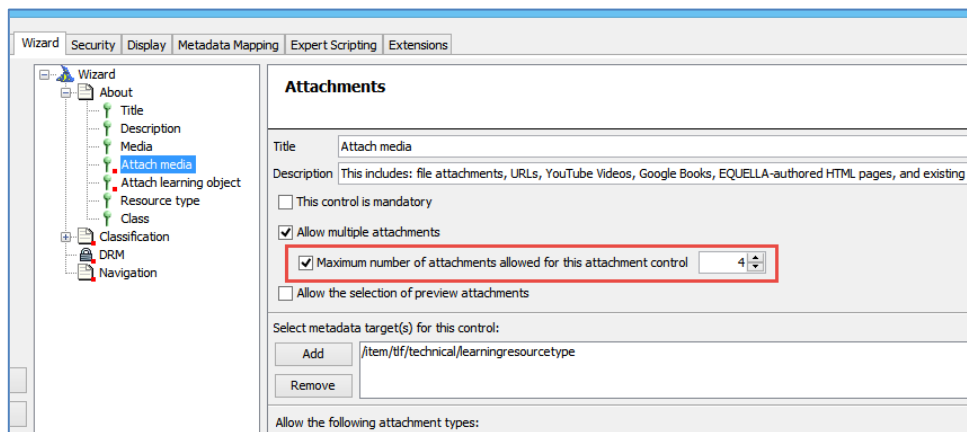 Wizard Security Display Metadata Mapping Expert Scripting Extensions
Wizard
About
Title
Description
Media
Attach media
Attach learning object
Resource type
Class
Classification
DRM
Navigation
Attachments
Title Attach media
Description This includes: file attachments, URLs, YouTube Videos, Google Books, EQUELLA-authored HTML pages, and existing
This control is mandatory
Allow multiple attachments
Maximum number of attachments allowed for this attachment control 4
Allow the selection of preview attachments
Select metadata target(s) for this control:
Add /item/tlf/technical/learningresourcetype
Remove
Allow the following attachment types: